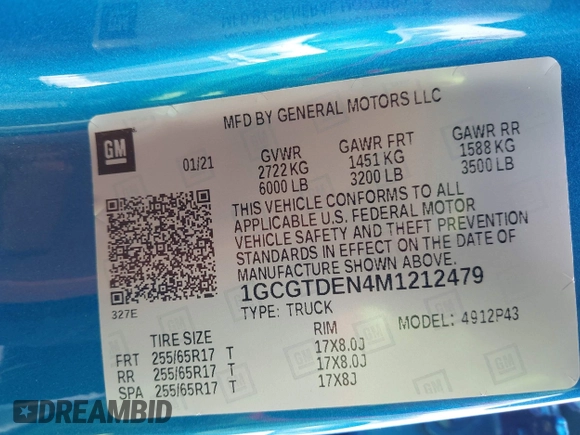 MFD BY GENERAL MOTORS LLC
GM
01/21
GVWR
2722 KG
6000 LB
GAWR FRT
1451 KG
3200 LB
GAWR RR
1588 KG
3500 LB
THIS VEHICLE CONFORMS TO ALL
APPLICABLE U.S. FEDERAL MOTOR
VEHICLE SAFETY AND THEFT PREVENTION
STANDARDS IN EFFECT ON THE DATE OF
MANUFACTURE SHOWN ABOVE.
327E
1GCGTDEN4M1212479
TYPE: TRUCK
MODEL: 4912P43
TIRE SIZE
RIM
FRT 255/65R17 T 17X8.0J
RR 255/65R17 T 17X8.0J
SPA 255/65R17 T 17X8J
DREAMBID